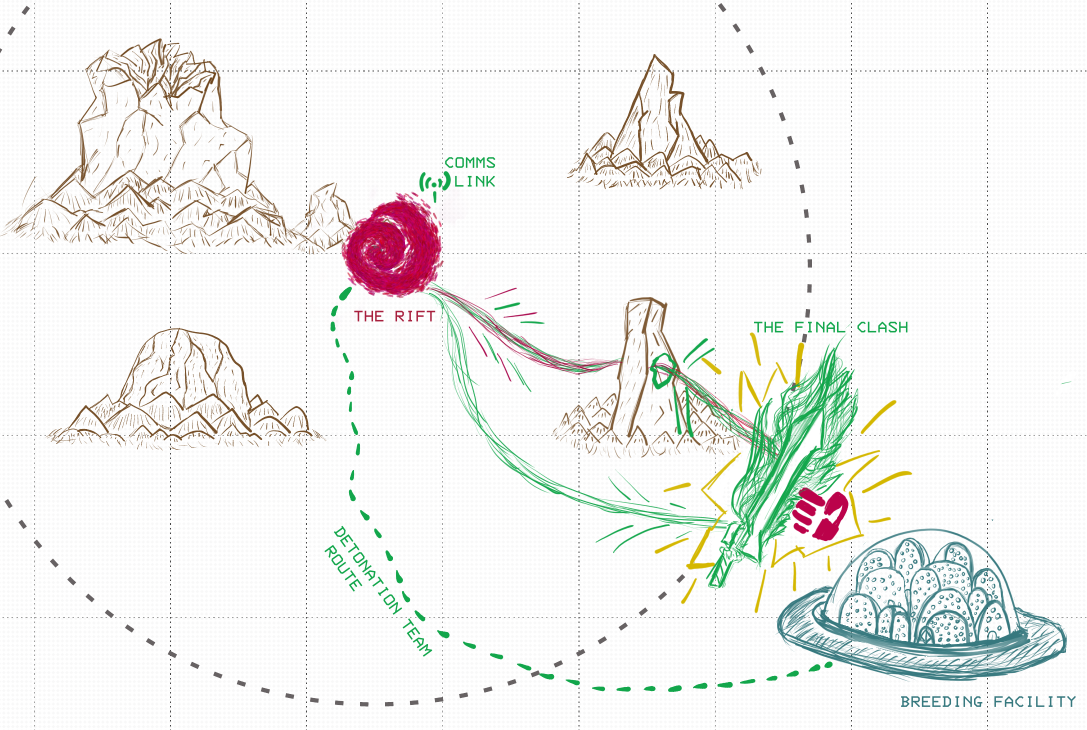 COMMS
LINK
THE RIFT
THE FINAL CLASH
DETONATION TEAM
ROUTE
BREEDING FACILITY